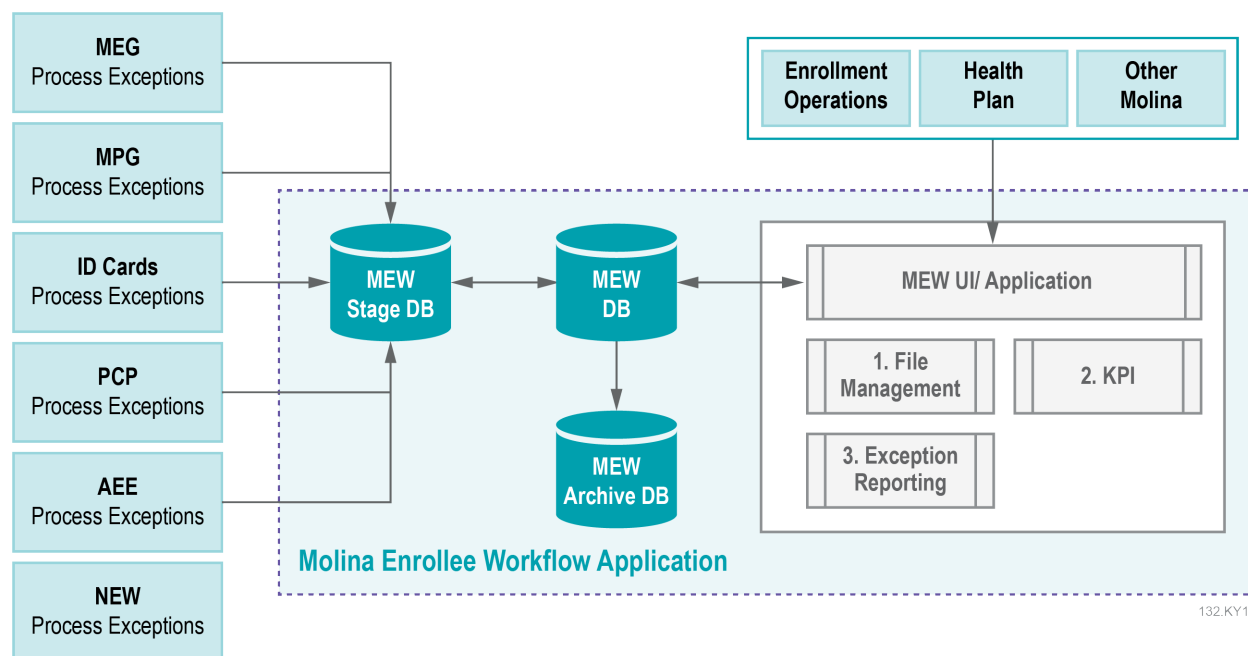 MEG
Process Exceptions
MPG
Process Exceptions
ID Cards
Process Exceptions
PCP
Process Exceptions
AEE
Process Exceptions
NEW
Process Exceptions
Enrollment
Operations
Health
Plan
Other
Molina
MEW
Stage DB
MEW
DB
MEW
Archive DB
MEW UI/ Application
1. File
Management
2. KPI
3. Exception
Reporting
Molina Enrollee Workflow Application
132.KY1